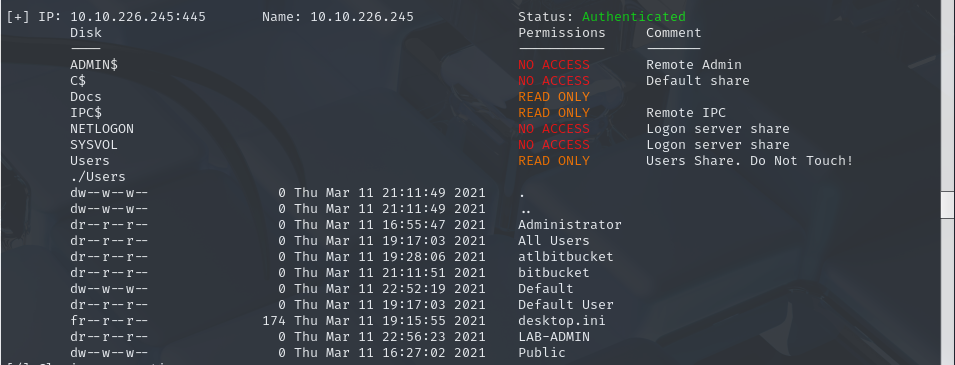 [+] IP: 10.10.226.245:445 Name: 10.10.226.245 Status: Authenticated
Disk Permissions Comment
---- ----------- -------
ADMIN$ NO ACCESS Remote Admin
C$ NO ACCESS Default share
Docs READ ONLY
IPC$ READ ONLY Remote IPC
NETLOGON NO ACCESS Logon server share
SYSVOL NO ACCESS Logon server share
Users READ ONLY Users Share. Do Not Touch!
./Users
dw--w--w-- 0 Thu Mar 11 21:11:49 2021 .
dw--w--w-- 0 Thu Mar 11 21:11:49 2021 ..
dr--r--r-- 0 Thu Mar 11 16:55:47 2021 Administrator
dr--r--r-- 0 Thu Mar 11 19:17:03 2021 All Users
dr--r--r-- 0 Thu Mar 11 19:28:06 2021 atlbitbucket
dr--r--r-- 0 Thu Mar 11 21:11:51 2021 bitbucket
dw--w--w-- 0 Thu Mar 11 22:52:19 2021 Default
dr--r--r-- 0 Thu Mar 11 19:17:03 2021 Default User
fr--r--r-- 174 Thu Mar 11 19:15:55 2021 desktop.ini
dr--r--r-- 0 Thu Mar 11 22:56:23 2021 LAB-ADMIN
dw--w--w-- 0 Thu Mar 11 16:27:02 2021 Public